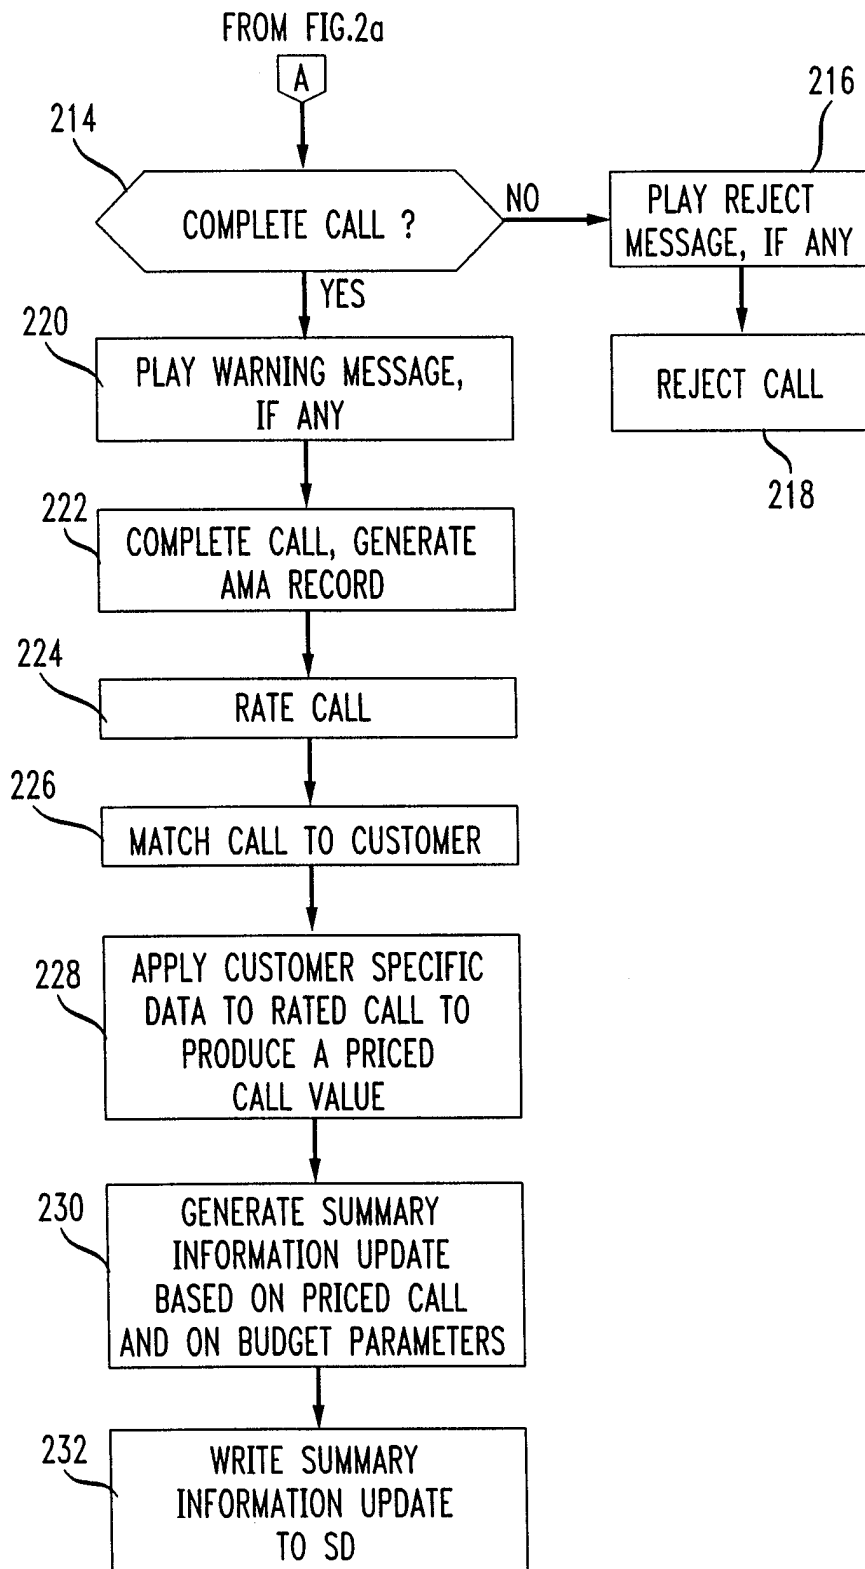 FROM FIG.2a
A
214
COMPLETE CALL ?
NO
216
PLAY REJECT
MESSAGE, IF ANY
YES
220
PLAY WARNING MESSAGE,
IF ANY
REJECT CALL
218
222
COMPLETE CALL, GENERATE
AMA RECORD
224
RATE CALL
226
MATCH CALL TO CUSTOMER
228
APPLY CUSTOMER SPECIFIC
DATA TO RATED CALL TO
PRODUCE A PRICED
CALL VALUE
230
GENERATE SUMMARY
INFORMATION UPDATE
BASED ON PRICED CALL
AND ON BUDGET PARAMETERS
232
WRITE SUMMARY
INFORMATION UPDATE
TO SD